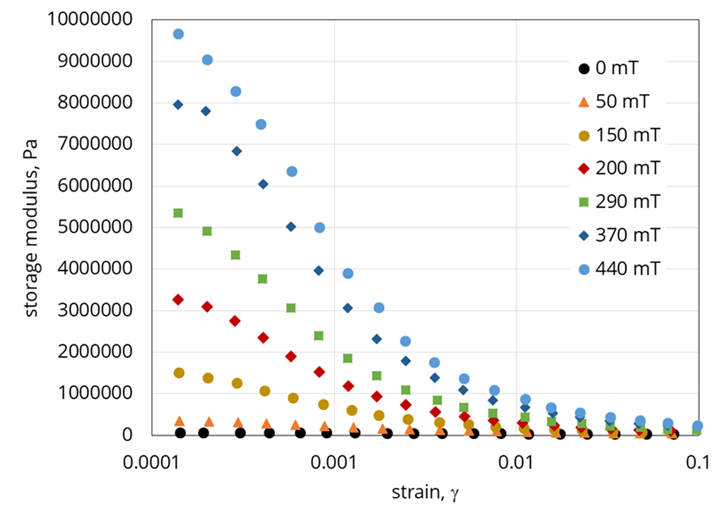 storage modulus, Pa
10000000
9000000
8000000
7000000
6000000
5000000
4000000
3000000
2000000
1000000
0
0.0001
0.001
0.01
0.1
strain, γ
0 mT
50 mT
150 mT
200 mT
290 mT
370 mT
440 mT